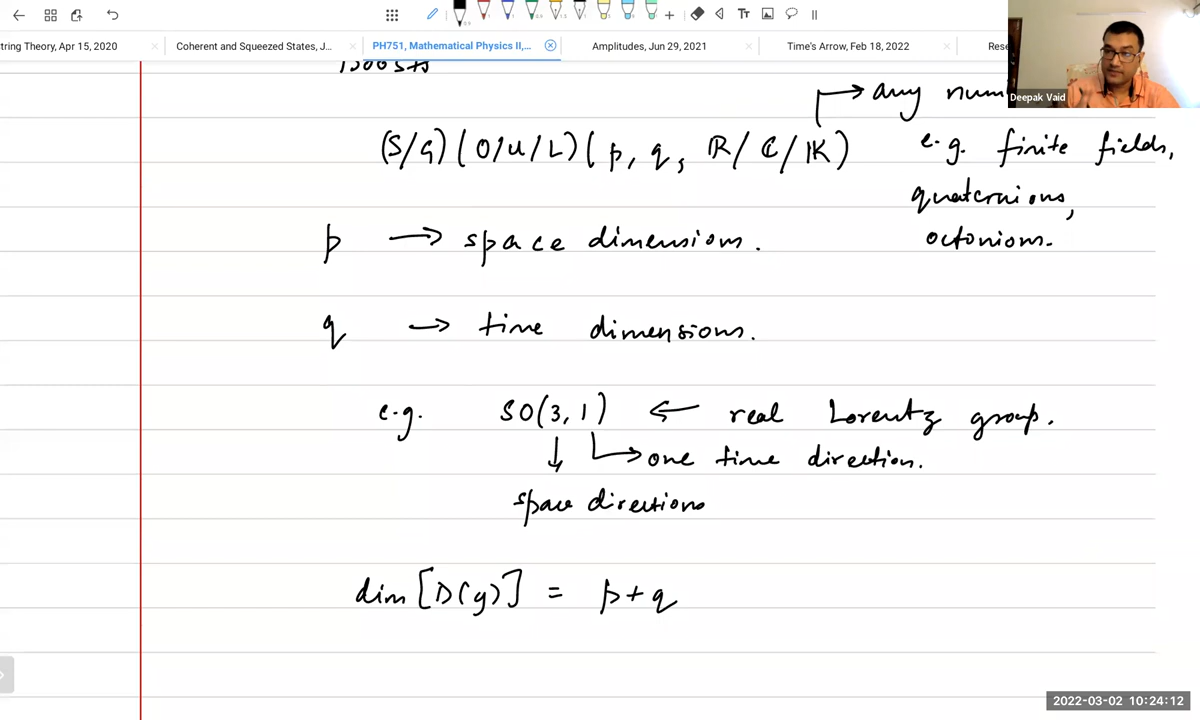 tring Theory, Apr 15, 2020
Coherent and Squeezed States, J...
PH751, Mathematical Physics II,...
Amplitudes, Jun 29, 2021
Time's Arrow, Feb 18, 2022
Rese
Deepak Vaid
→ any num
(S/G)(O/U/L)(p, q, ℝ/ℂ/𝕂)
e.g. finite fields,
quaternions,
octonions.
p → space dimensions.
q → time dimensions.
e.g. SO(3,1) ← real Lorentz group.
↓ ↳ one time direction.
space directions
dim[D(g)] = p+q
2022-03-02 10:24:12